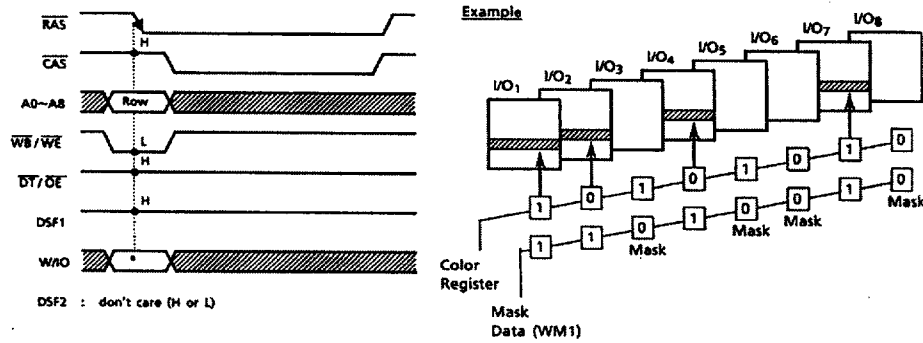 RAS
H
CAS
A0~A8
Row
WB/WE
L
H
DT/OE
H
DSF1
W/IO
*
DSF2 : don't care (H or L)
Example
I/O1
I/O2
I/O3
I/O4
I/O5
I/O6
I/O7
I/O8
1
0
1
0
1
0
1
0
Color
Register
1
1
0
1
0
0
1
0
Mask
Mask
Mask
Mask
Mask
Data (WM1)